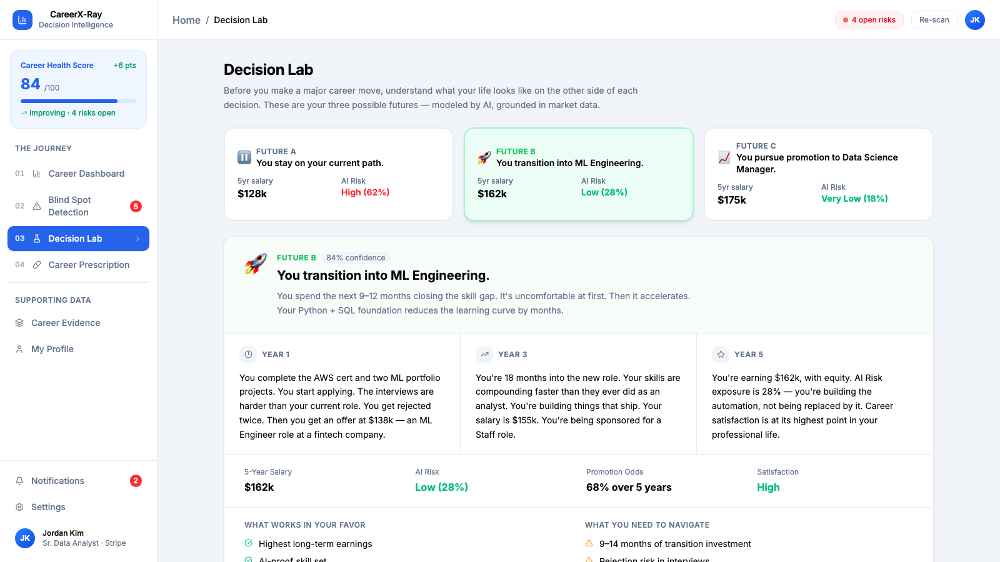 CareerX-Ray
Decision Intelligence
Home / Decision Lab
4 open risks
Re-scan
JK
Career Health Score +6 pts
84 /100
Improving · 4 risks open
THE JOURNEY
01 Career Dashboard
02 Blind Spot
Detection
5
03 Decision Lab
04 Career Prescription
SUPPORTING DATA
Career Evidence
My Profile
Notifications 2
Settings
JK
Jordan Kim
Sr. Data Analyst · Stripe
Decision Lab
Before you make a major career move, understand what your life looks like on the other side of each
decision. These are your three possible futures — modeled by AI, grounded in market data.
FUTURE A
You stay on your current path.
5yr salary AI Risk
$128k High (62%)
FUTURE B
You transition into ML Engineering.
5yr salary AI Risk
$162k Low (28%)
FUTURE C
You pursue promotion to Data Science
Manager.
5yr salary AI Risk
$175k Very Low (18%)
FUTURE B 84% confidence
You transition into ML Engineering.
You spend the next 9–12 months closing the skill gap. It's uncomfortable at first. Then it accelerates.
Your Python + SQL foundation reduces the learning curve by months.
YEAR 1
You complete the AWS cert and two ML portfolio
projects. You start applying. The interviews are
harder than your current role. You get rejected
twice. Then you get an offer at $138k — an ML
Engineer role at a fintech company.
YEAR 3
You're 18 months into the new role. Your skills are
compounding faster than they ever did as an
analyst. You're building things that ship. Your
salary is $155k. You're being sponsored for a
Staff role.
YEAR 5
You're earning $162k, with equity. AI Risk
exposure is 28% — you're building the
automation, not being replaced by it. Career
satisfaction is at its highest point in your
professional life.
5-Year Salary AI Risk Promotion Odds Satisfaction
$162k Low (28%) 68% over 5 years High
WHAT WORKS IN YOUR FAVOR
Highest long-term earnings
AI-proof skill set
WHAT YOU NEED TO NAVIGATE
9–14 months of transition investment
Rejection risk in interviews